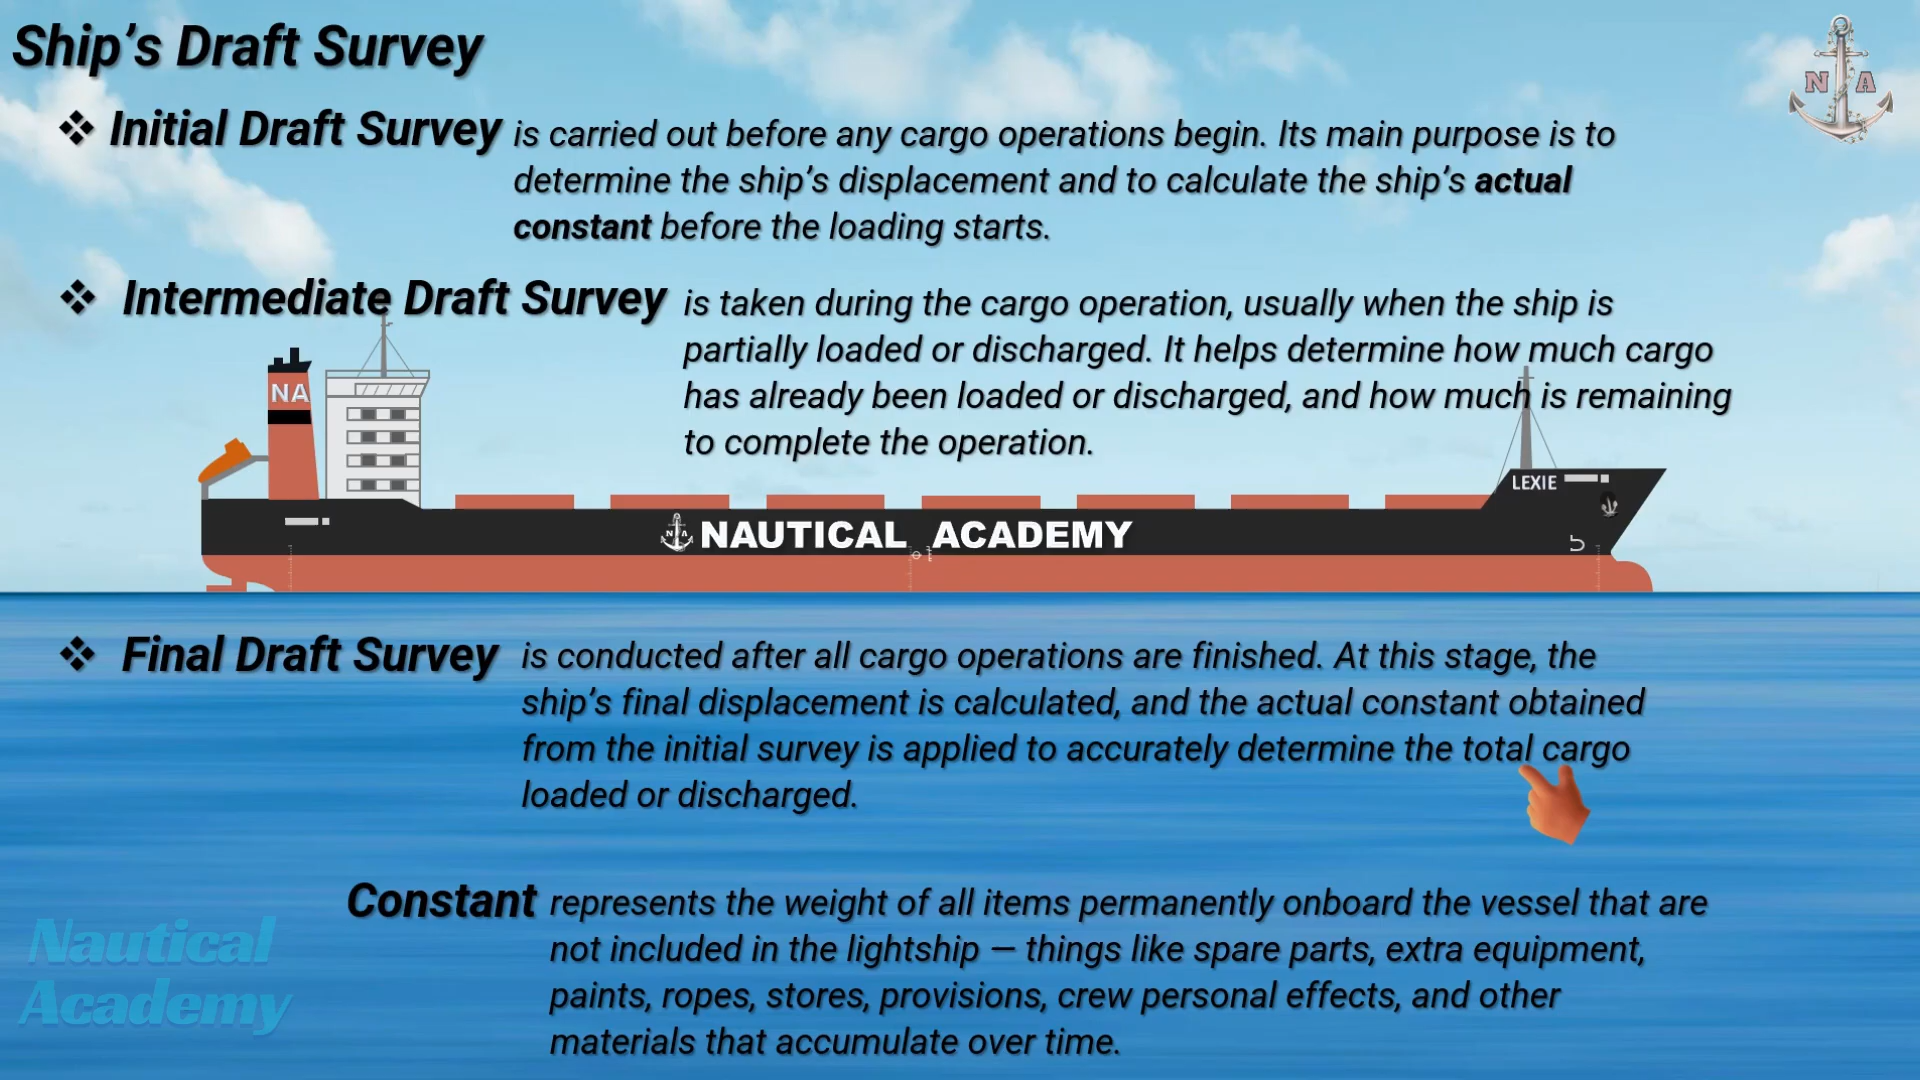 Ship’s Draft Survey
N A
❖ Initial Draft Survey is carried out before any cargo operations begin. Its main purpose is to
determine the ship’s displacement and to calculate the ship’s actual
constant before the loading starts.
❖ Intermediate Draft Survey is taken during the cargo operation, usually when the ship is
partially loaded or discharged. It helps determine how much cargo
has already been loaded or discharged, and how much is remaining
to complete the operation.
NA
LEXIE
N A NAUTICAL ACADEMY
❖ Final Draft Survey is conducted after all cargo operations are finished. At this stage, the
ship’s final displacement is calculated, and the actual constant obtained
from the initial survey is applied to accurately determine the total cargo
loaded or discharged.
Constant represents the weight of all items permanently onboard the vessel that are
not included in the lightship — things like spare parts, extra equipment,
paints, ropes, stores, provisions, crew personal effects, and other
materials that accumulate over time.
Nautical
Academy